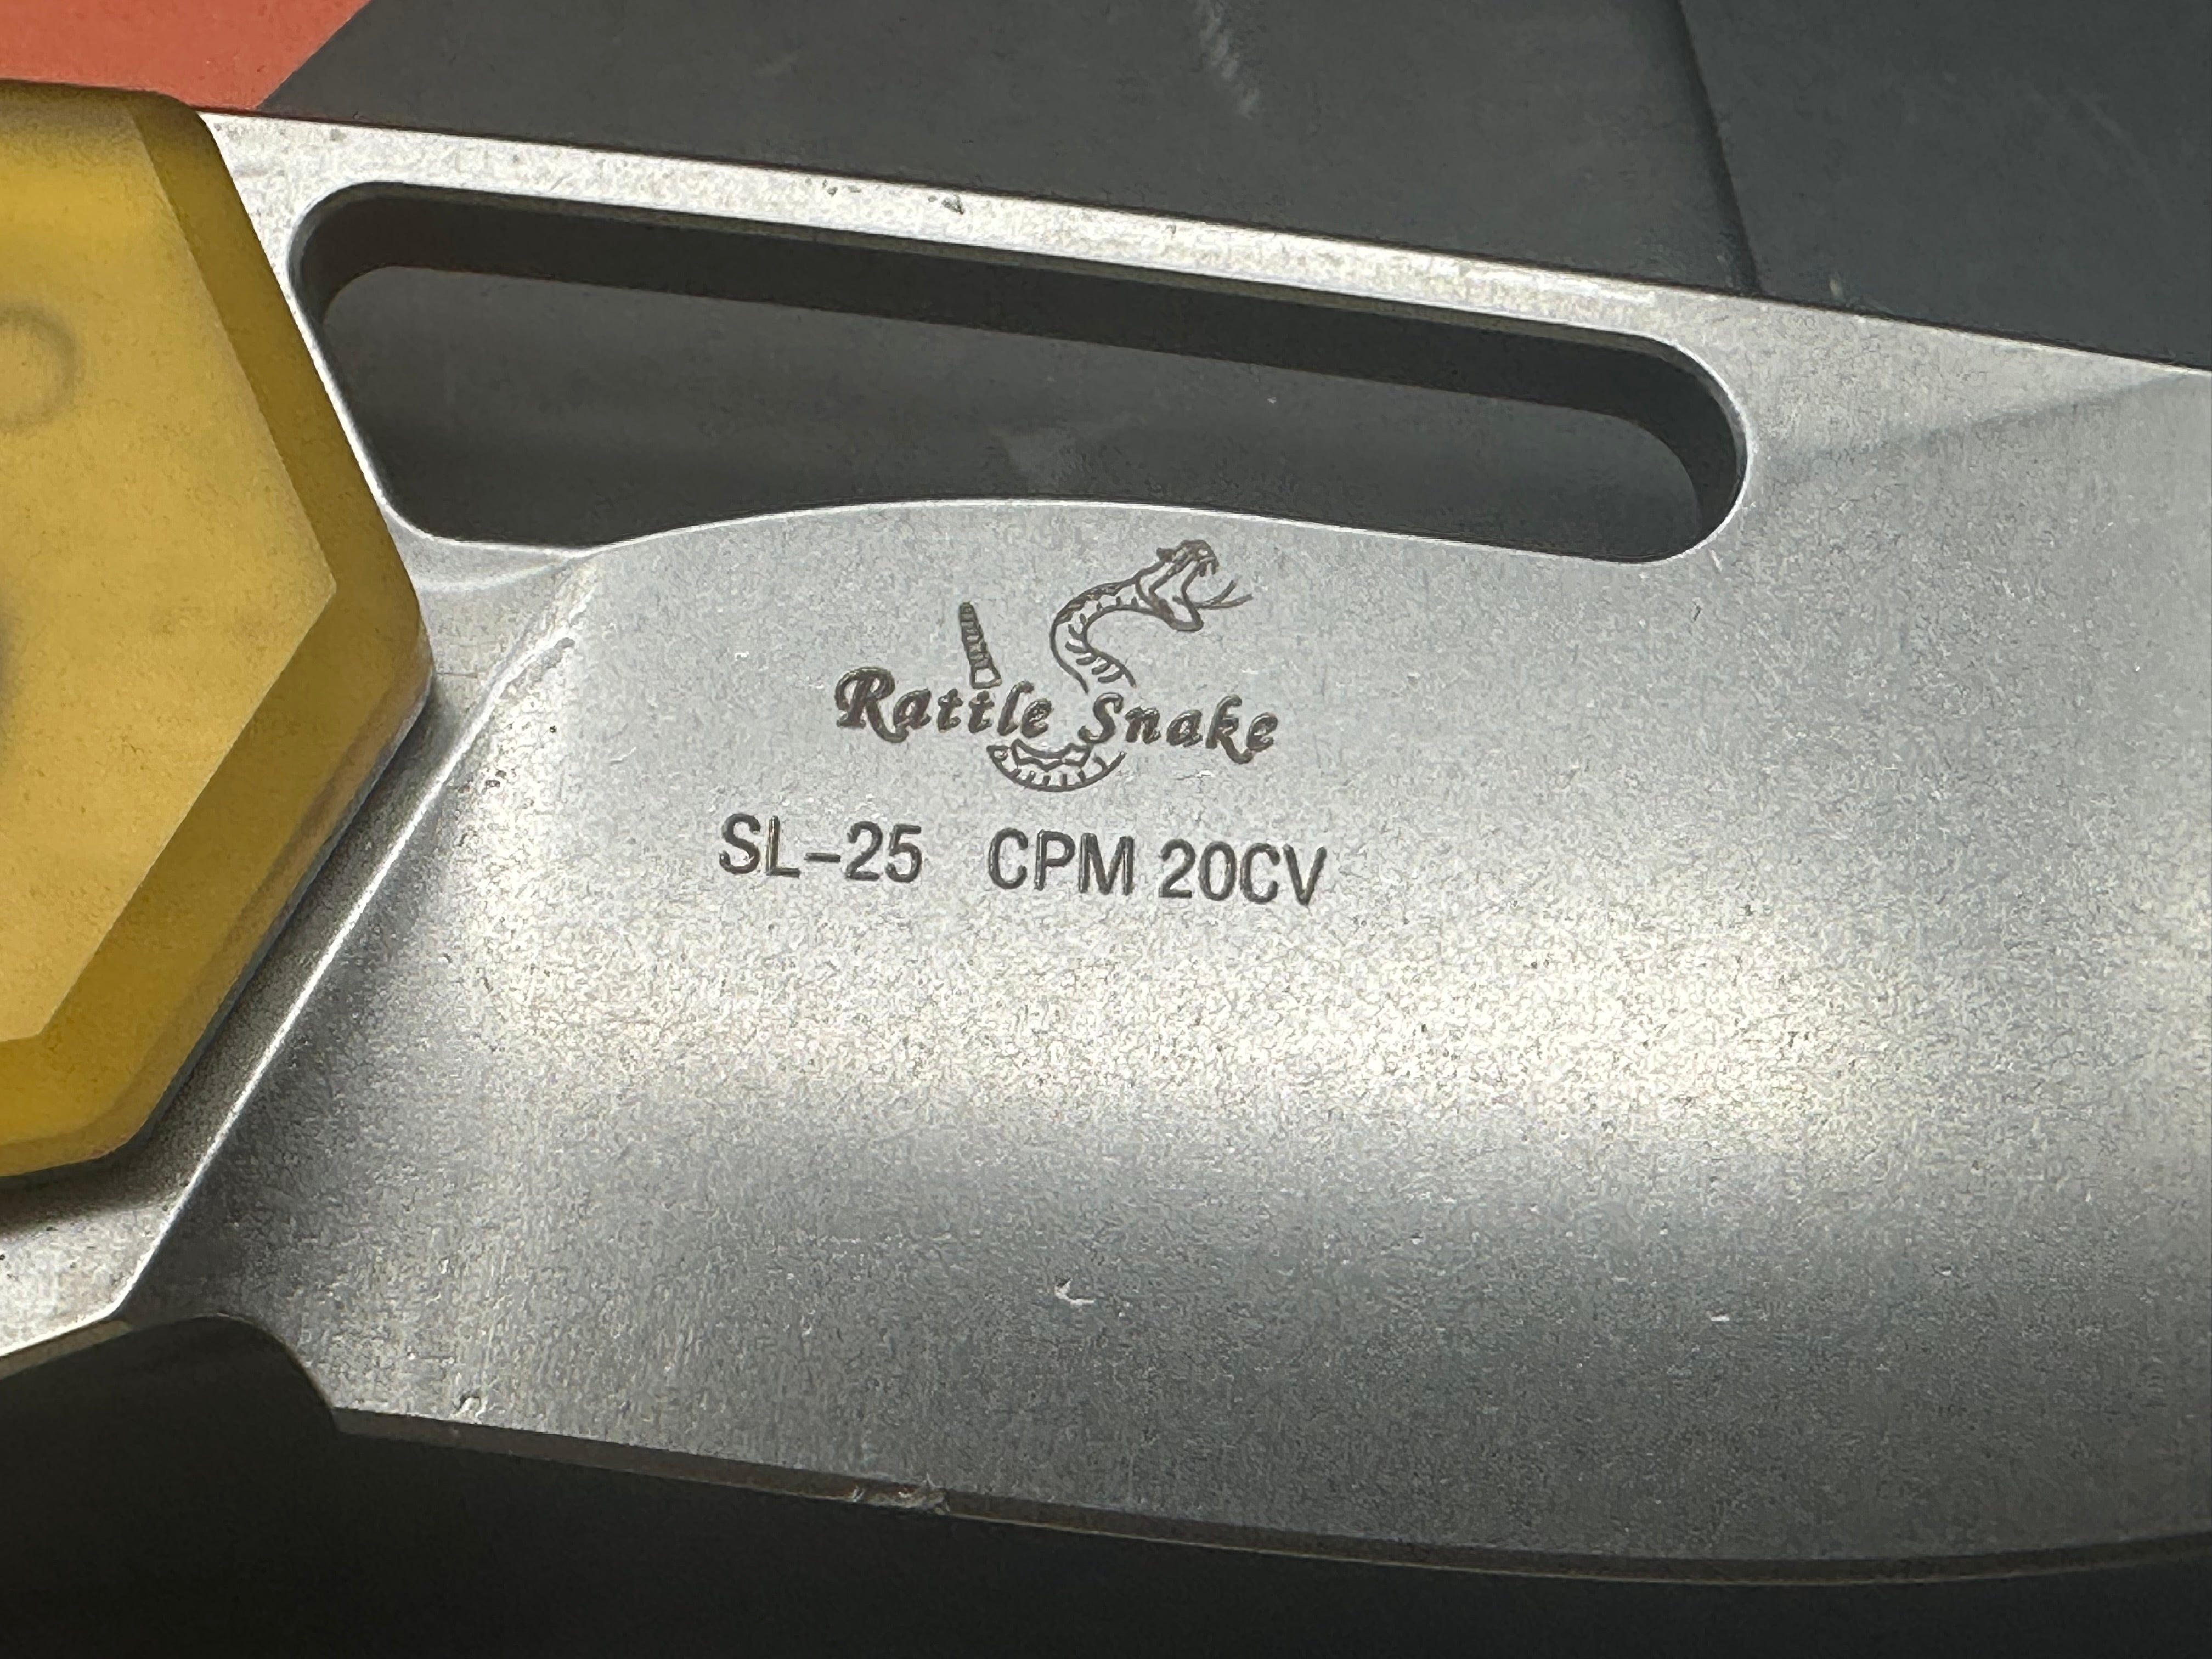 Rattle Snake
SL-25 CPM 20CV